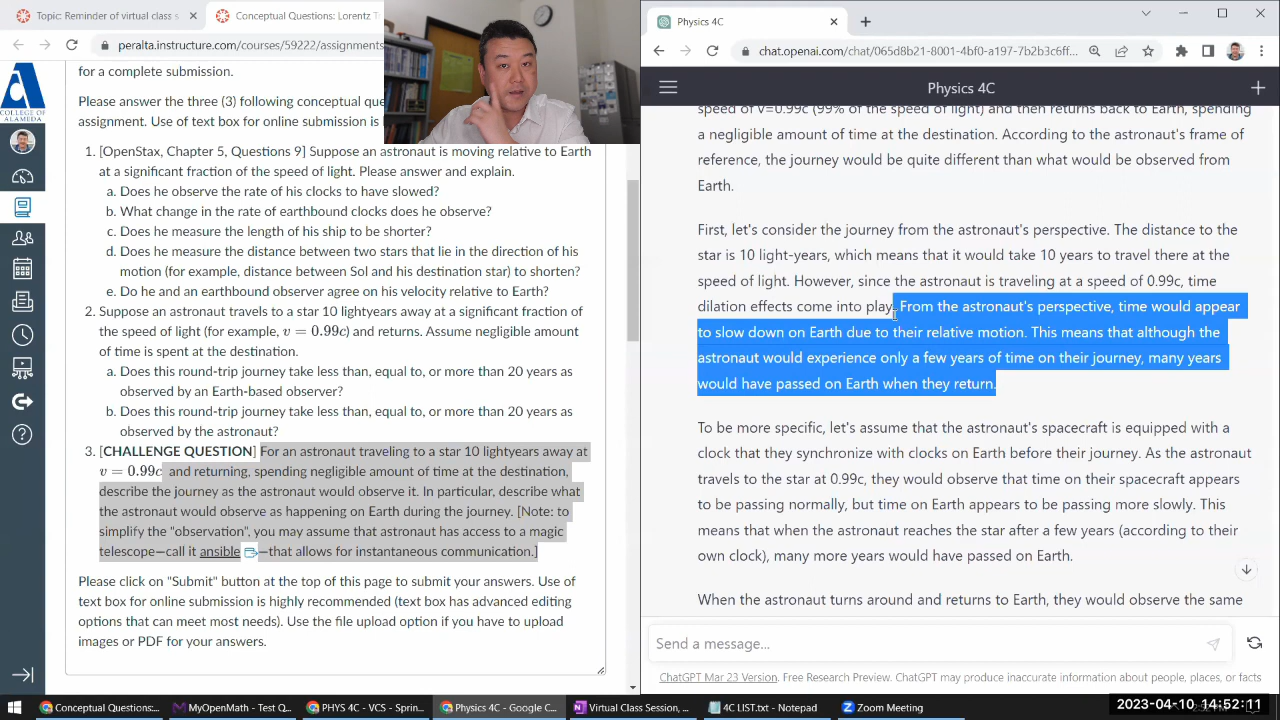 Topic: Reminder of virtual class s
Conceptual Questions: Lorentz T
peralta.instructure.com/courses/59222/assignments
COLLEGE OF
ALAMEDA
for a complete submission.
Please answer the three (3) following conceptual que
assignment. Use of text box for online submission is
1. [OpenStax, Chapter 5, Questions 9] Suppose an astronaut is moving relative to Earth
at a significant fraction of the speed of light. Please answer and explain.
a. Does he observe the rate of his clocks to have slowed?
b. What change in the rate of earthbound clocks does he observe?
c. Does he measure the length of his ship to be shorter?
d. Does he measure the distance between two stars that lie in the direction of his
motion (for example, distance between Sol and his destination star) to shorten?
e. Do he and an earthbound observer agree on his velocity relative to Earth?
2. Suppose an astronaut travels to a star 10 lightyears away at a significant fraction of
the speed of light (for example, v = 0.99c) and returns. Assume negligible amount
of time is spent at the destination.
a. Does this round-trip journey take less than, equal to, or more than 20 years as
observed by an Earth-based observer?
b. Does this round-trip journey take less than, equal to, or more than 20 years as
observed by the astronaut?
3. [CHALLENGE QUESTION] For an astronaut traveling to a star 10 lightyears away at
v = 0.99c and returning, spending negligible amount of time at the destination,
describe the journey as the astronaut would observe it. In particular, describe what
the astronaut would observe as happening on Earth during the journey. [Note: to
simplify the "observation", you may assume that astronaut has access to a magic
telescope—call it ansible —that allows for instantaneous communication.]
Please click on "Submit" button at the top of this page to submit your answers. Use of
text box for online submission is highly recommended (text box has advanced editing
options that can meet most needs). Use the file upload option if you have to upload
images or PDF for your answers.
Physics 4C
chat.openai.com/chat/065d8b21-8001-4bf0-a197-7b2b3c6ff...
Physics 4C
speed of v=0.99c (99% of the speed of light) and then returns back to Earth, spending
a negligible amount of time at the destination. According to the astronaut's frame of
reference, the journey would be quite different than what would be observed from
Earth.
First, let's consider the journey from the astronaut's perspective. The distance to the
star is 10 light-years, which means that it would take 10 years to travel there at the
speed of light. However, since the astronaut is traveling at a speed of 0.99c, time
dilation effects come into play. From the astronaut's perspective, time would appear
to slow down on Earth due to their relative motion. This means that although the
astronaut would experience only a few years of time on their journey, many years
would have passed on Earth when they return.
To be more specific, let's assume that the astronaut's spacecraft is equipped with a
clock that they synchronize with clocks on Earth before their journey. As the astronaut
travels to the star at 0.99c, they would observe that time on their spacecraft appears
to be passing normally, but time on Earth appears to be passing more slowly. This
means that when the astronaut reaches the star after a few years (according to their
own clock), many more years would have passed on Earth.
When the astronaut turns around and returns to Earth, they would observe the same
Send a message...
ChatGPT Mar 23 Version. Free Research Preview. ChatGPT may produce inaccurate information about people, places, or facts
Conceptual Questions:
MyOpenMath - Test Q...
PHYS 4C - VCS - Sprin...
Physics 4C - Google C...
Virtual Class Session, ...
4C LIST.txt - Notepad
Zoom Meeting
2023-04-10 14:52:11